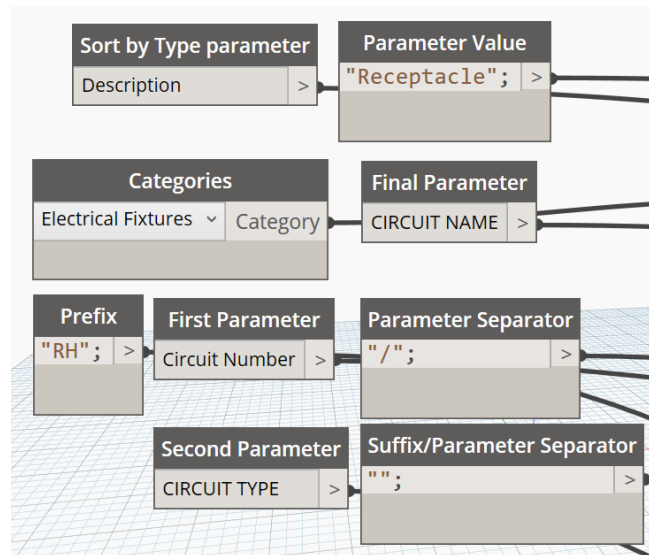 Sort by Type parameter
Description >
Parameter Value
"Receptacle"; >
Categories
Electrical Fixtures Category
Final Parameter
CIRCUIT NAME >
Prefix
"RH"; >
First Parameter
Circuit Number >
Parameter Separator
"/"; >
Second Parameter
CIRCUIT TYPE >
Suffix/Parameter Separator
""; >